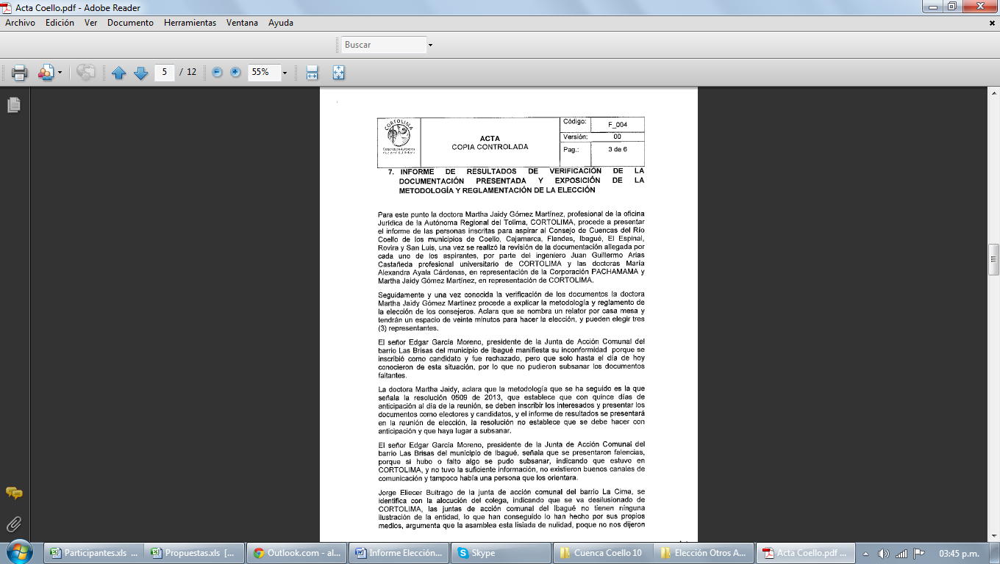 Acta Coello.pdf - Adobe Reader
Archivo Edición Ver Documento Herramientas Ventana Ayuda
Buscar
5 / 12 55%
CORTOLIMA
Código: F_004
ACTA
COPIA CONTROLADA
Versión: 00
Pag.: 3 de 6
7. INFORME DE RESULTADOS DE VERIFICACIÓN DE LA
DOCUMENTACIÓN PRESENTADA Y EXPOSICIÓN DE LA
METODOLOGÍA Y REGLAMENTACIÓN DE LA ELECCIÓN
Para este punto la doctora Martha Jaidy Gómez Martínez, profesional de la oficina
Jurídica de la Autónoma Regional del Tolima, CORTOLIMA, procede a presentar
el informe de las personas inscritas para aspirar al Consejo de Cuencas del Río
Coello de los municipios de Coello, Cajamarca, Flandes, Ibagué, El Espinal,
Rovira y San Luis, una vez se realizó la revisión de la documentación allegada por
cada uno de los aspirantes, por parte del ingeniero Juan Guillermo Arias
Castañeda profesional universitario de CORTOLIMA y las doctoras María
Alexandra Ayala Cárdenas, en representación de la Corporación PACHAMAMA y
Martha Jaidy Gómez Martínez, en representación de CORTOLIMA.
Seguidamente y una vez conocida la verificación de los documentos la doctora
Martha Jaidy Gómez Martínez procede a explicar la metodología y reglamento de
la elección de los consejeros. Aclara que se nombra un relator por casa mesa y
tendrán un espacio de veinte minutos para hacer la elección, y pueden elegir tres
(3) representantes.
El señor Edgar García Moreno, presidente de la Junta de Acción Comunal del
barrio Las Brisas del municipio de Ibagué manifiesta su inconformidad porque se
inscribió como candidato y fue rechazado, pero que solo hasta el día de hoy
conocieron de esta situación, por lo que no pudieron subsanar los documentos
faltantes.
La doctora Martha Jaidy, aclara que la metodología que se ha seguido es la que
señala la resolución 0509 de 2013, que establece que con quince días de
anticipación al día de la reunión, se deben inscribir los interesados y presentar los
documentos como electores y candidatos, y el informe de resultados se presentará
en la reunión de elección, la resolución no establece que se debe hacer con
anticipación y que haya lugar a subsanar.
El señor Edgar García Moreno, presidente de la Junta de Acción Comunal del
barrio Las Brisas del municipio de Ibagué, señala que se presentaron falencias,
porque si hubo o falto algo se pudo subsanar, indicando que estuvo en
CORTOLIMA, y no tuvo la suficiente información, no existieron buenos canales de
comunicación y tampoco había una persona que los orientara.
Jorge Eliecer Buitrago de la junta de acción comunal del barrio La Cima, se
identifica con la alocución del colega, indicando que se va desilusionado de
CORTOLIMA, las juntas de acción comunal del Ibagué no tienen ninguna
ilustración de la entidad, lo que han conseguido lo han hecho por sus propios
medios, argumenta que la asamblea esta lisiada de nulidad, poque no nos dijeron
Participantes.xls ... Propuestas.xls [... Outlook.com - al... Informe Elección... Skype Cuenca Coello 10 Elección Otros A... Acta Coello.pdf ... 03:45 p.m.